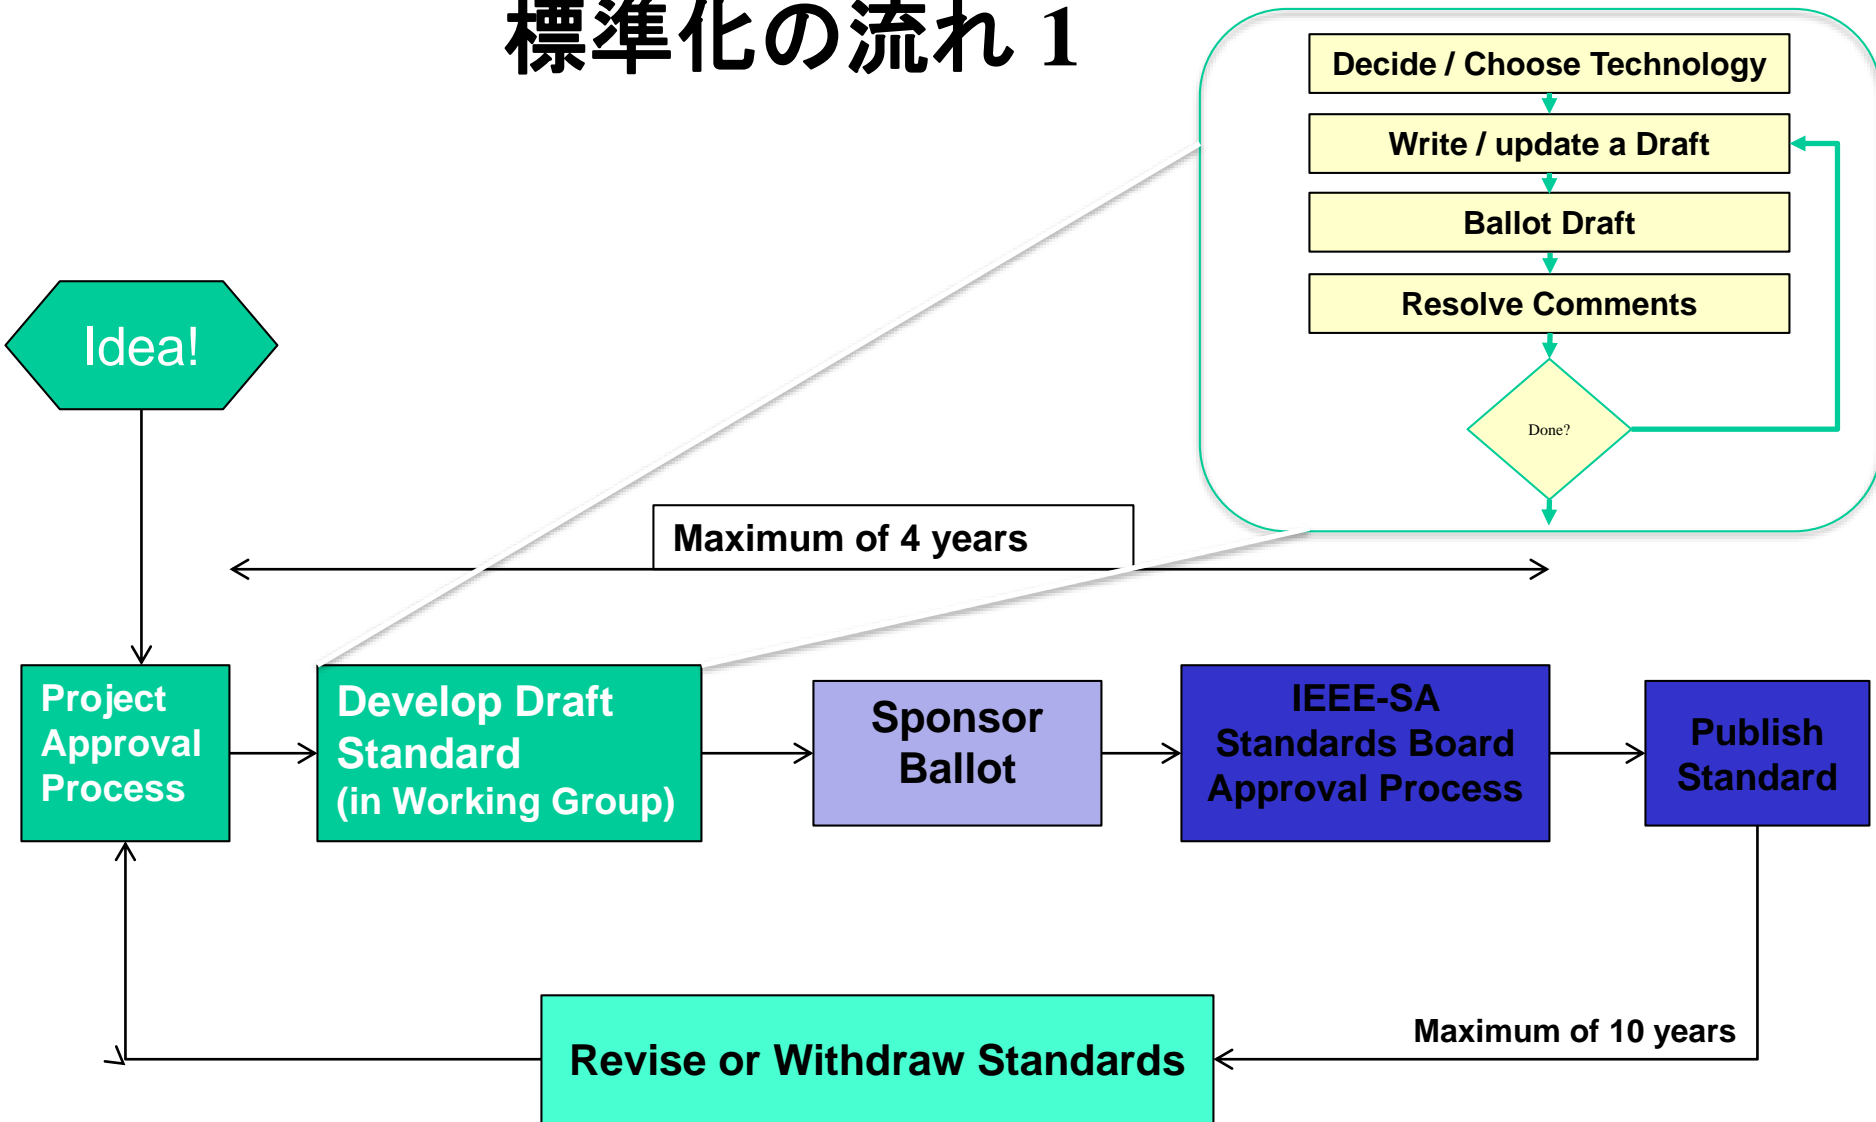 標準化の流れ 1
Decide / Choose Technology
Write / update a Draft
Ballot Draft
Resolve Comments
Done?
Idea!
Maximum of 4 years
Project
Approval
Process
Develop Draft
Standard
(in Working Group)
Sponsor
Ballot
IEEE-SA
Standards Board
Approval Process
Publish
Standard
Maximum of 10 years
Revise or Withdraw Standards